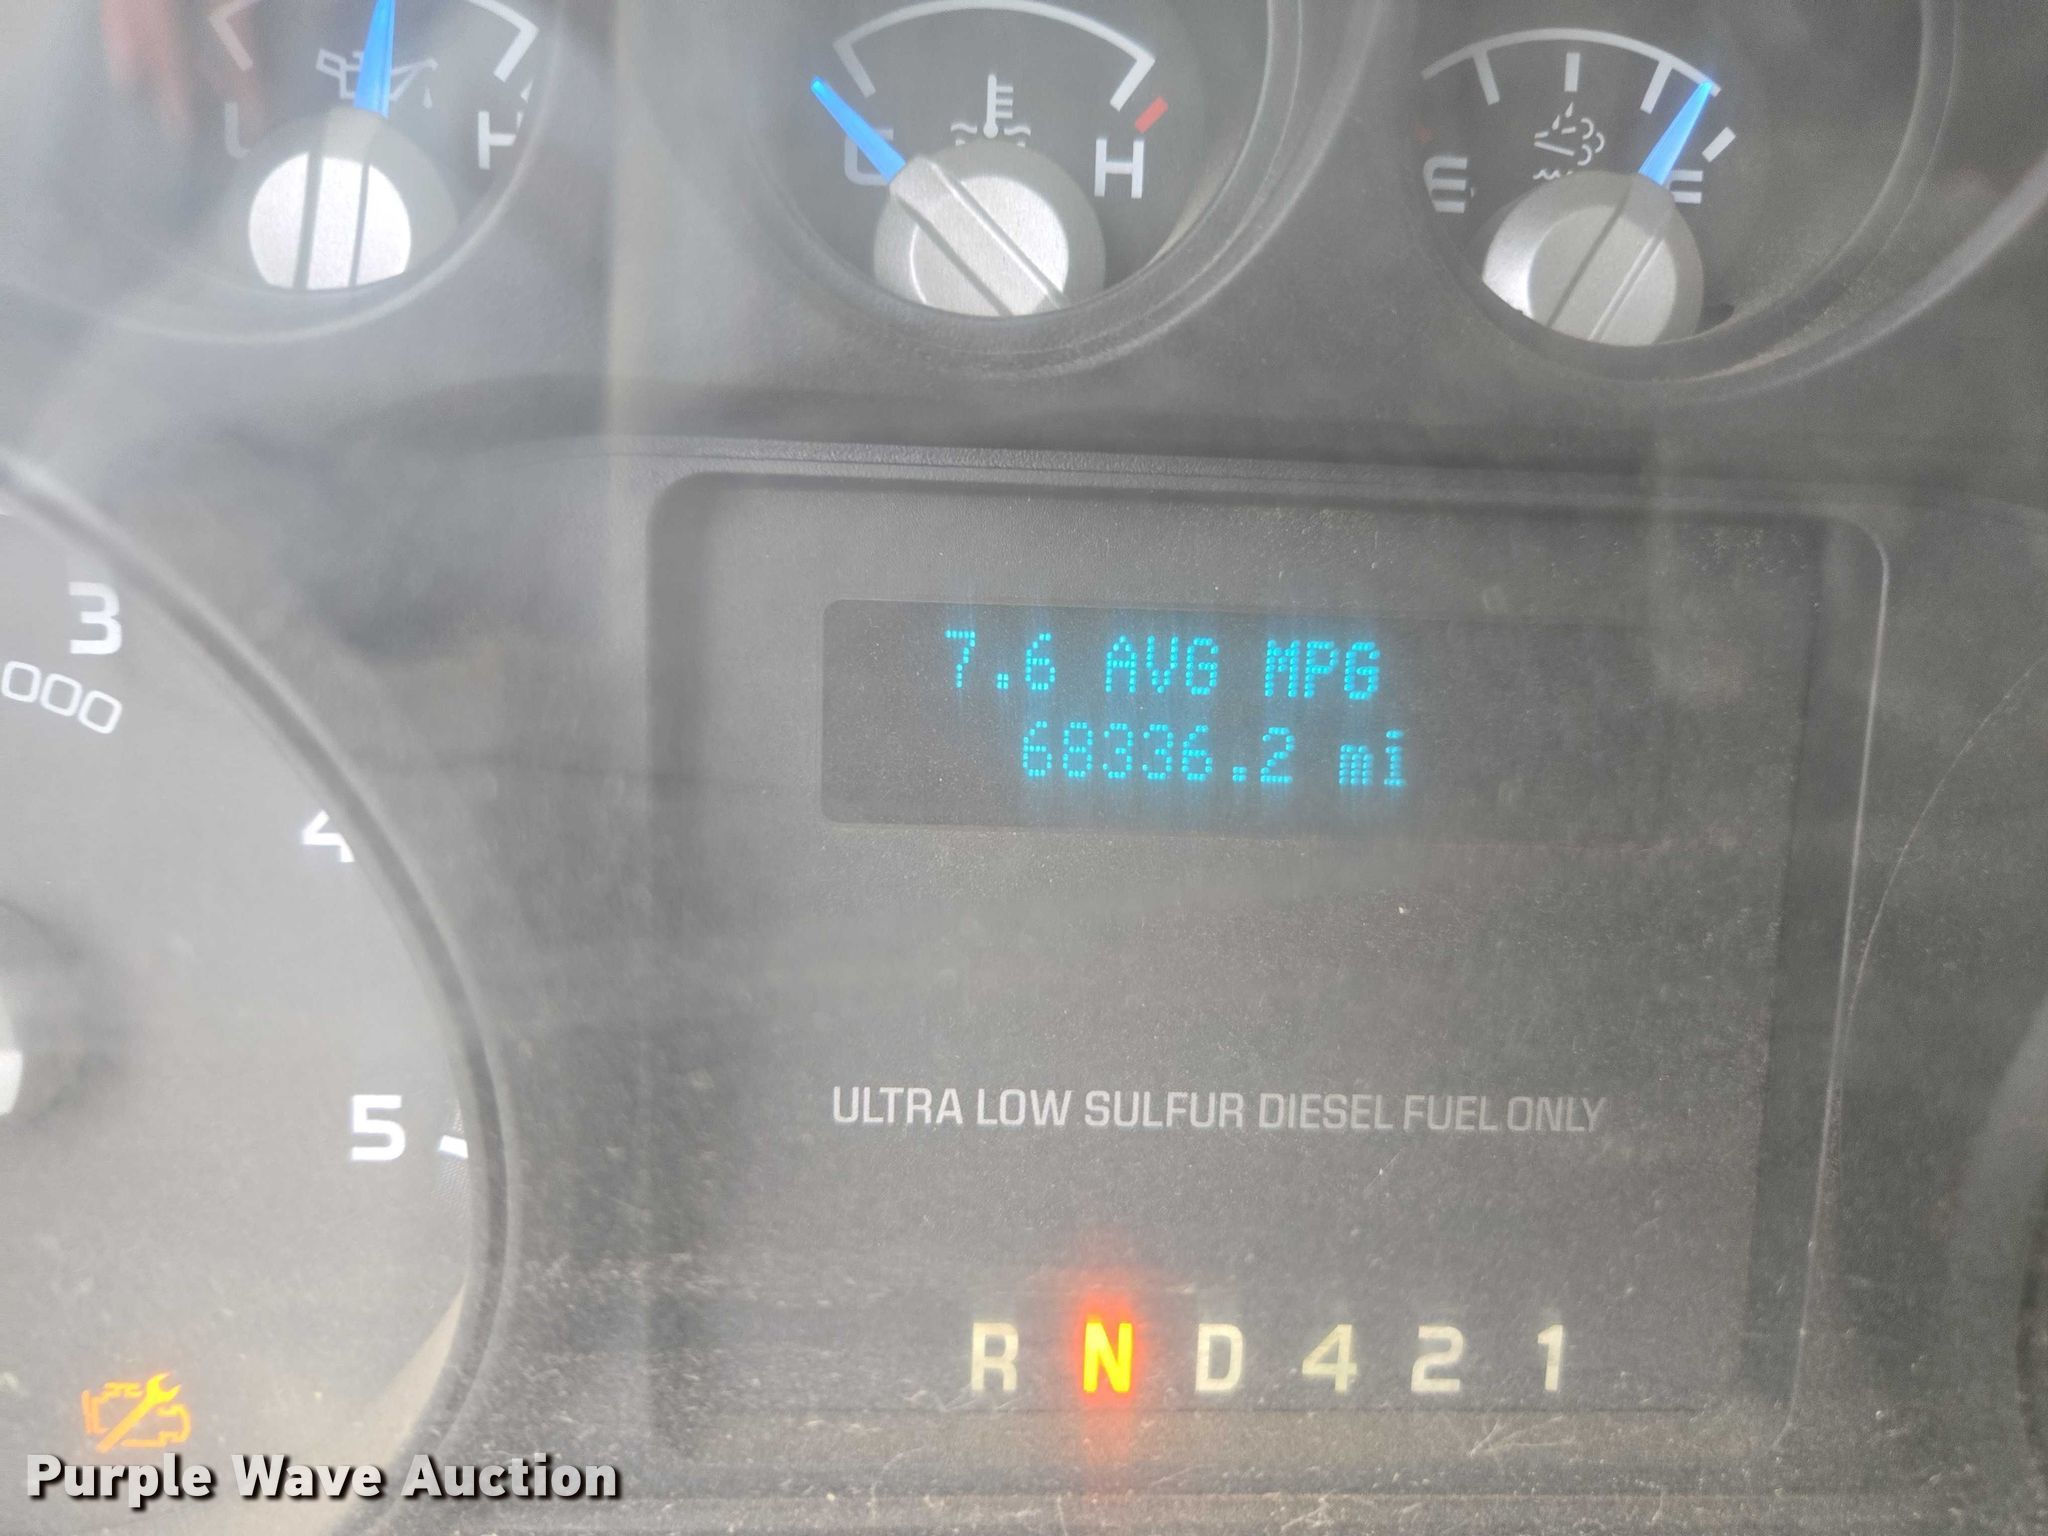 H
C
H
E
F
7.6 AVG MPG
68336.2 mi
3
000
4
5
ULTRA LOW SULFUR DIESEL FUEL ONLY
R N D 4 2 1
Purple Wave Auction